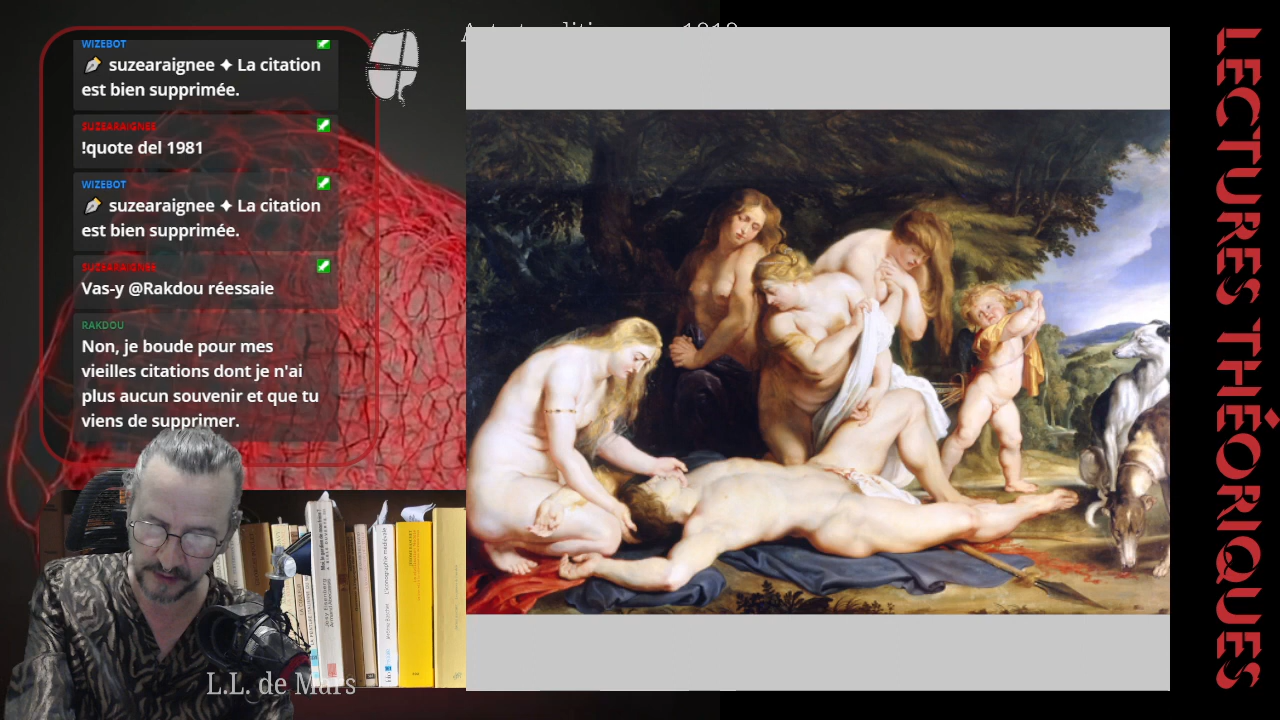 WIZEBOT
suzearaignee ✦ La citation
est bien supprimée.
SUZEARAIGNEE
!quote del 1981
WIZEBOT
suzearaignee ✦ La citation
est bien supprimée.
SUZEARAIGNEE
Vas-y @Rakdou réessaie
RAKDOU
Non, je boude pour mes
vieilles citations dont je n'ai
plus aucun souvenir et que tu
viens de supprimer.
L.L. de Mars
LECTURES THÉORIQUES
L'iconographie médiévale